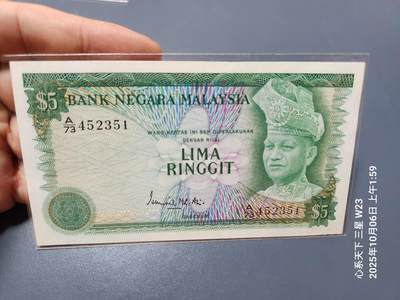 $5 BANK NEGARA MALAYSIA
A/73 452351
WANG KERTAS INI SAH DIPERLAKUKAN
DENGAN NILAI
LIMA
RINGGIT
A/73 452351
$5
心系天下 三星 W23
2025年10月06日 上午1:59